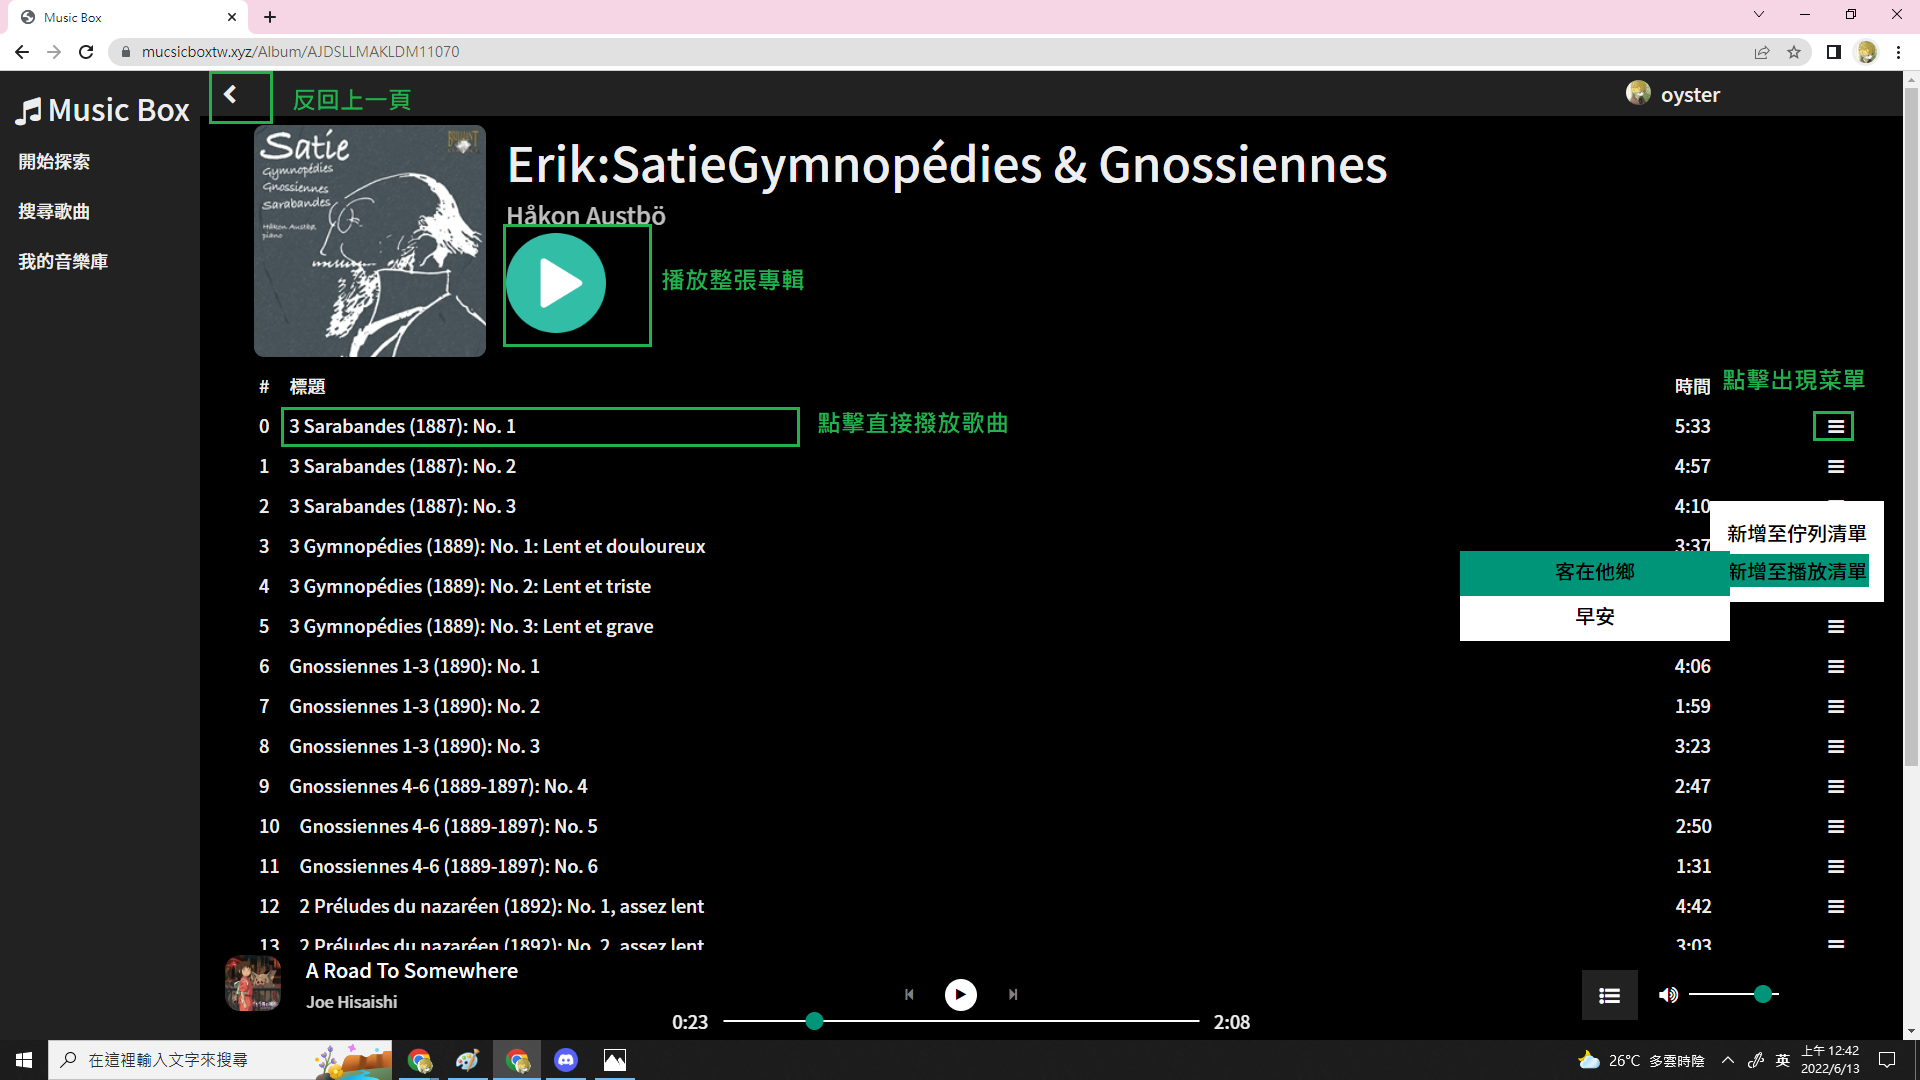 Music Box
mucsicboxtw.xyz/Album/AJDSLLMAKLDM11070
Music Box
反回上一頁
oyster
開始探索
搜尋歌曲
我的音樂庫
Satie
Gymnopédies
Gnossiennes
Sarabandes
Håkon Austbø,
piano
BRILLIANT
Erik:SatieGymnopédies & Gnossiennes
Håkon Austbö
播放整張專輯
# 標題 時間 點擊出現菜單
0 3 Sarabandes (1887): No. 1 點擊直接撥放歌曲 5:33
1 3 Sarabandes (1887): No. 2 4:57
2 3 Sarabandes (1887): No. 3 4:10
新增至佇列清單
3 3 Gymnopédies (1889): No. 1: Lent et douloureux 3:37
客在他鄉 新增至播放清單
4 3 Gymnopédies (1889): No. 2: Lent et triste
早安
5 3 Gymnopédies (1889): No. 3: Lent et grave
6 Gnossiennes 1-3 (1890): No. 1 4:06
7 Gnossiennes 1-3 (1890): No. 2 1:59
8 Gnossiennes 1-3 (1890): No. 3 3:23
9 Gnossiennes 4-6 (1889-1897): No. 4 2:47
10 Gnossiennes 4-6 (1889-1897): No. 5 2:50
11 Gnossiennes 4-6 (1889-1897): No. 6 1:31
12 2 Préludes du nazaréen (1892): No. 1, assez lent 4:42
13 2 Préludes du nazaréen (1892): No. 2, assez lent 3:03
A Road To Somewhere
Joe Hisaishi
0:23 2:08
在這裡輸入文字來搜尋
26°C 多雲時陰
英
上午 12:42
2022/6/13